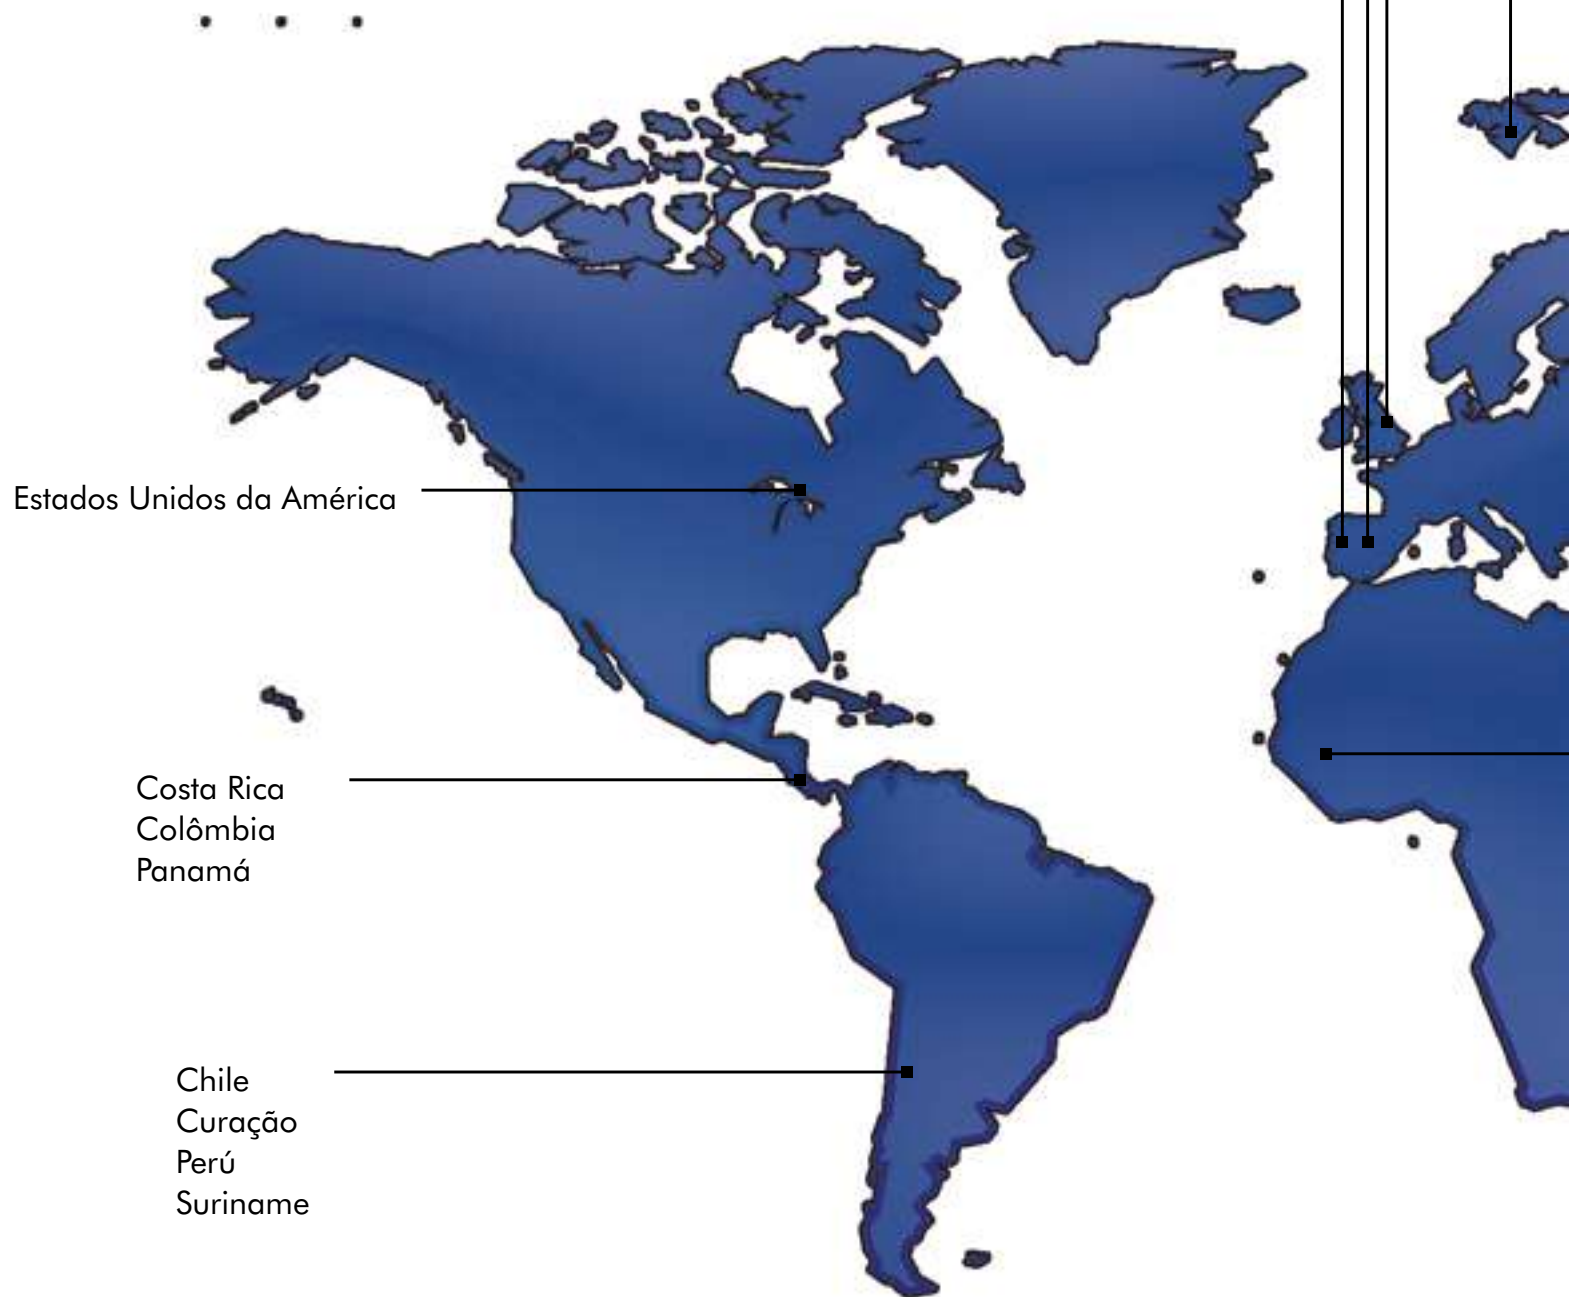 Estados Unidos da América
Costa Rica
Colômbia
Panamá
Chile
Curação
Perú
Suriname